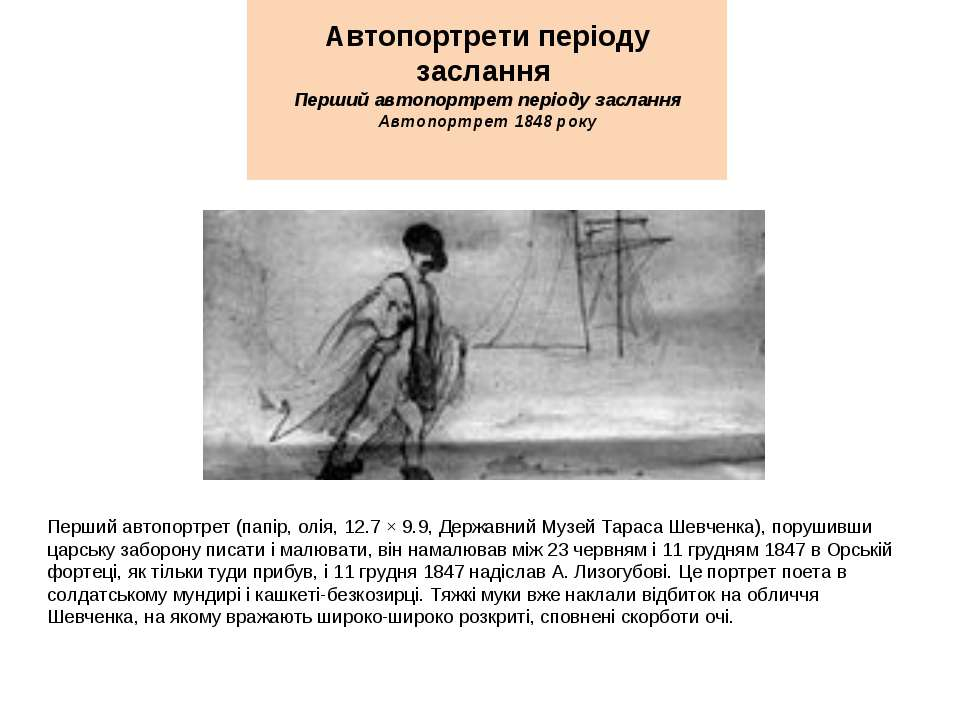 Автопортрети періоду
заслання
Перший автопортрет періоду заслання
Автопортрет 1848 року
Перший автопортрет (папір, олія, 12.7 × 9.9, Державний Музей Тараса Шевченка), порушивши
царську заборону писати і малювати, він намалював між 23 червням і 11 грудням 1847 в Орській
фортеці, як тільки туди прибув, і 11 грудня 1847 надіслав А. Лизогубові. Це портрет поета в
солдатському мундирі і кашкеті-безкозирці. Тяжкі муки вже наклали відбиток на обличчя
Шевченка, на якому вражають широко-широко розкриті, сповнені скорботи очі.